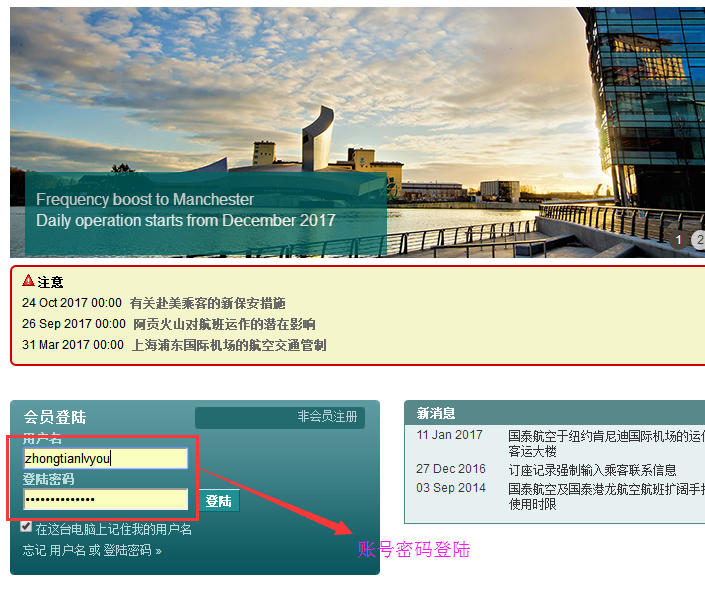 Frequency boost to Manchester
Daily operation starts from December 2017
1 2
注意
24 Oct 2017 00:00 有关赴美乘客的新保安措施
26 Sep 2017 00:00 阿贡火山对航班运作的潜在影响
31 Mar 2017 00:00 上海浦东国际机场的航空交通管制
会员登陆
非会员注册
用户名
zhongtianlvyou
登陆密码
••••••••••••••
登陆
在这台电脑上记住我的用户名
忘记 用户名 或 登陆密码 »
账号密码登陆
新消息
11 Jan 2017 国泰航空于纽约肯尼迪国际机场的运
客运大楼
27 Dec 2016 订座记录强制输入乘客联系信息
03 Sep 2014 国泰航空及国泰港龙航空航班扩阔手
使用时限